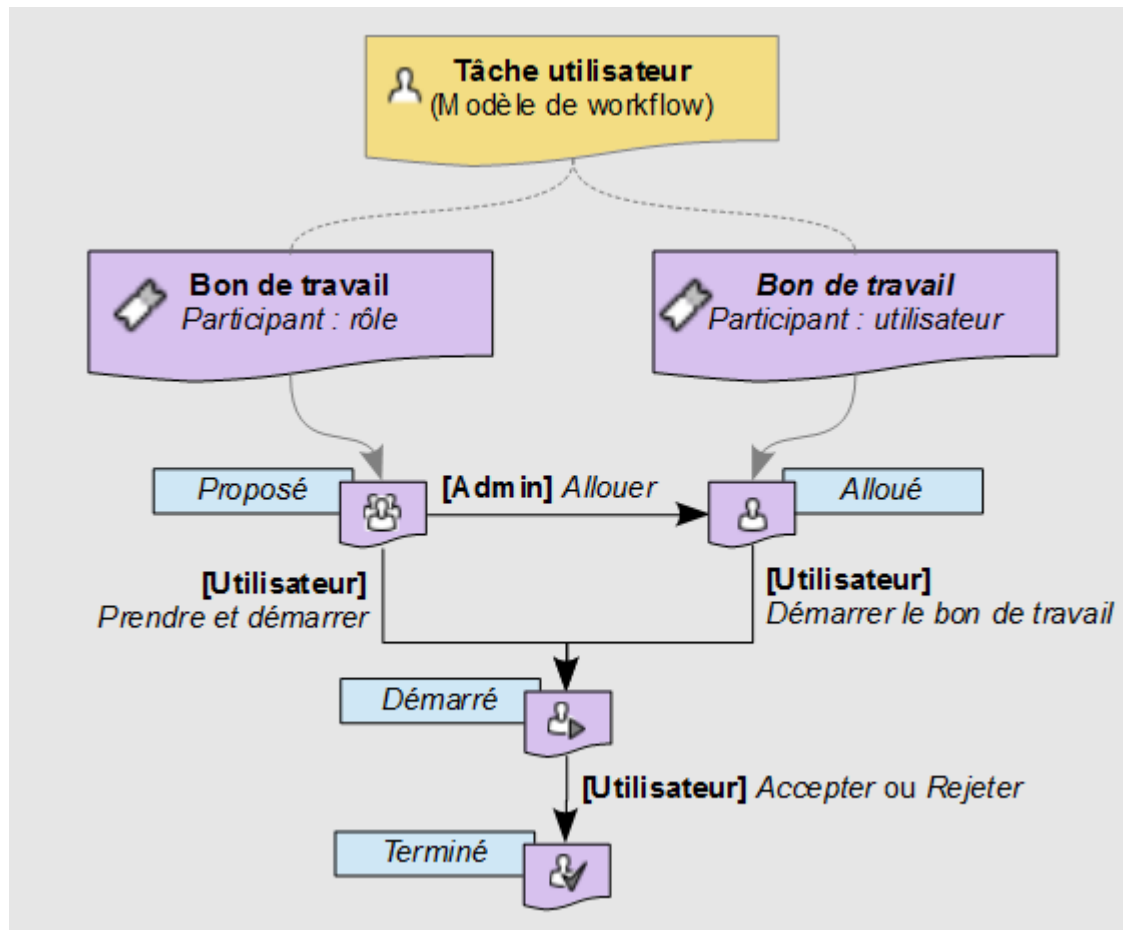 Tâche utilisateur
(Modèle de workflow)
Bon de travail
Participant : rôle
Bon de travail
Participant : utilisateur
Proposé
[Admin] Allouer
Alloué
[Utilisateur]
Prendre et démarrer
[Utilisateur]
Démarrer le bon de travail
Démarré
[Utilisateur] Accepter ou Rejeter
Terminé